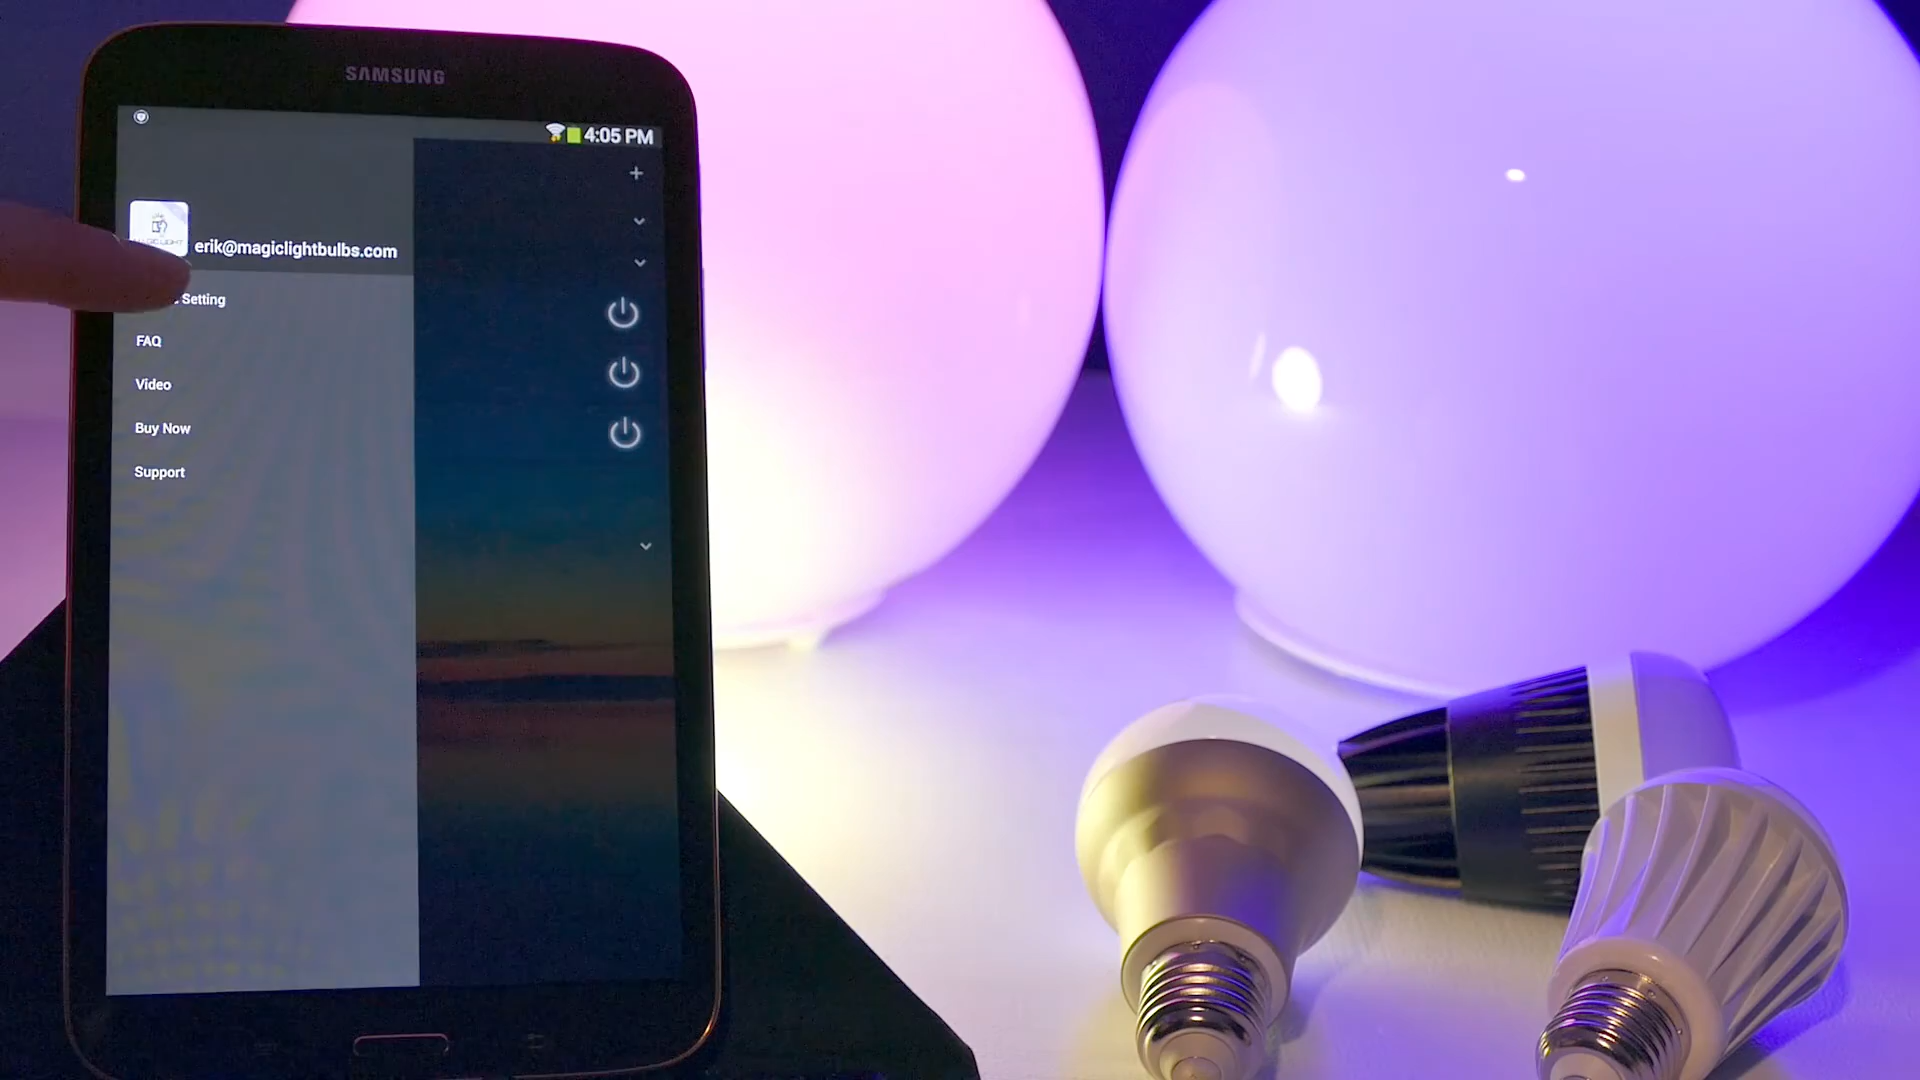 SAMSUNG
4:05 PM
erik@magiclightbulbs.com
Setting
FAQ
Video
Buy Now
Support